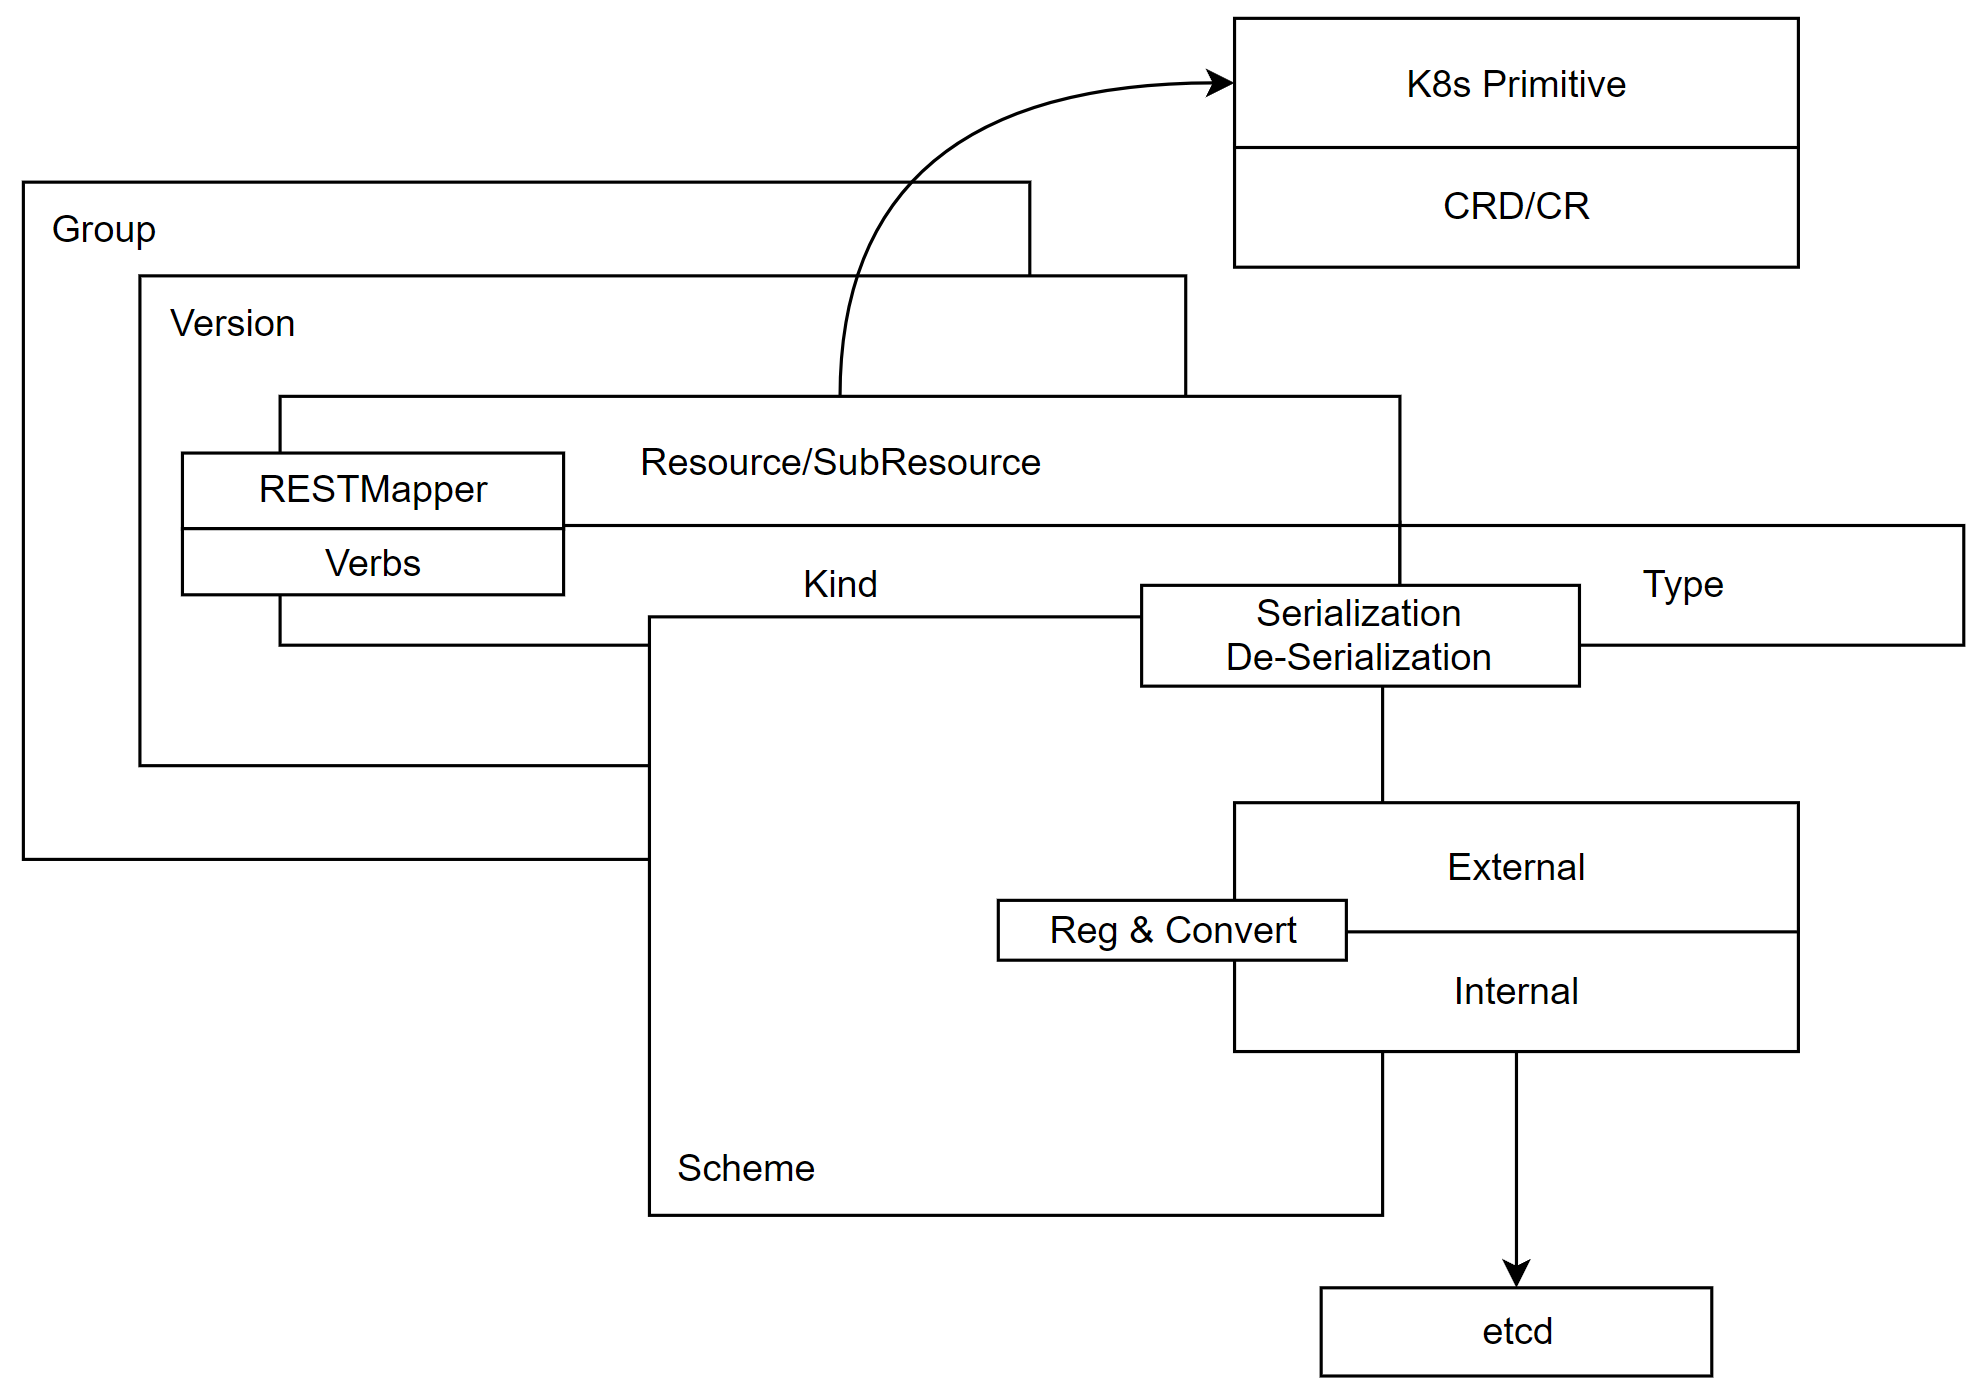 K8s Primitive
CRD/CR
Group
Version
Resource/SubResource
RESTMapper
Verbs
Kind
Type
Serialization
De-Serialization
External
Reg & Convert
Internal
Scheme
etcd